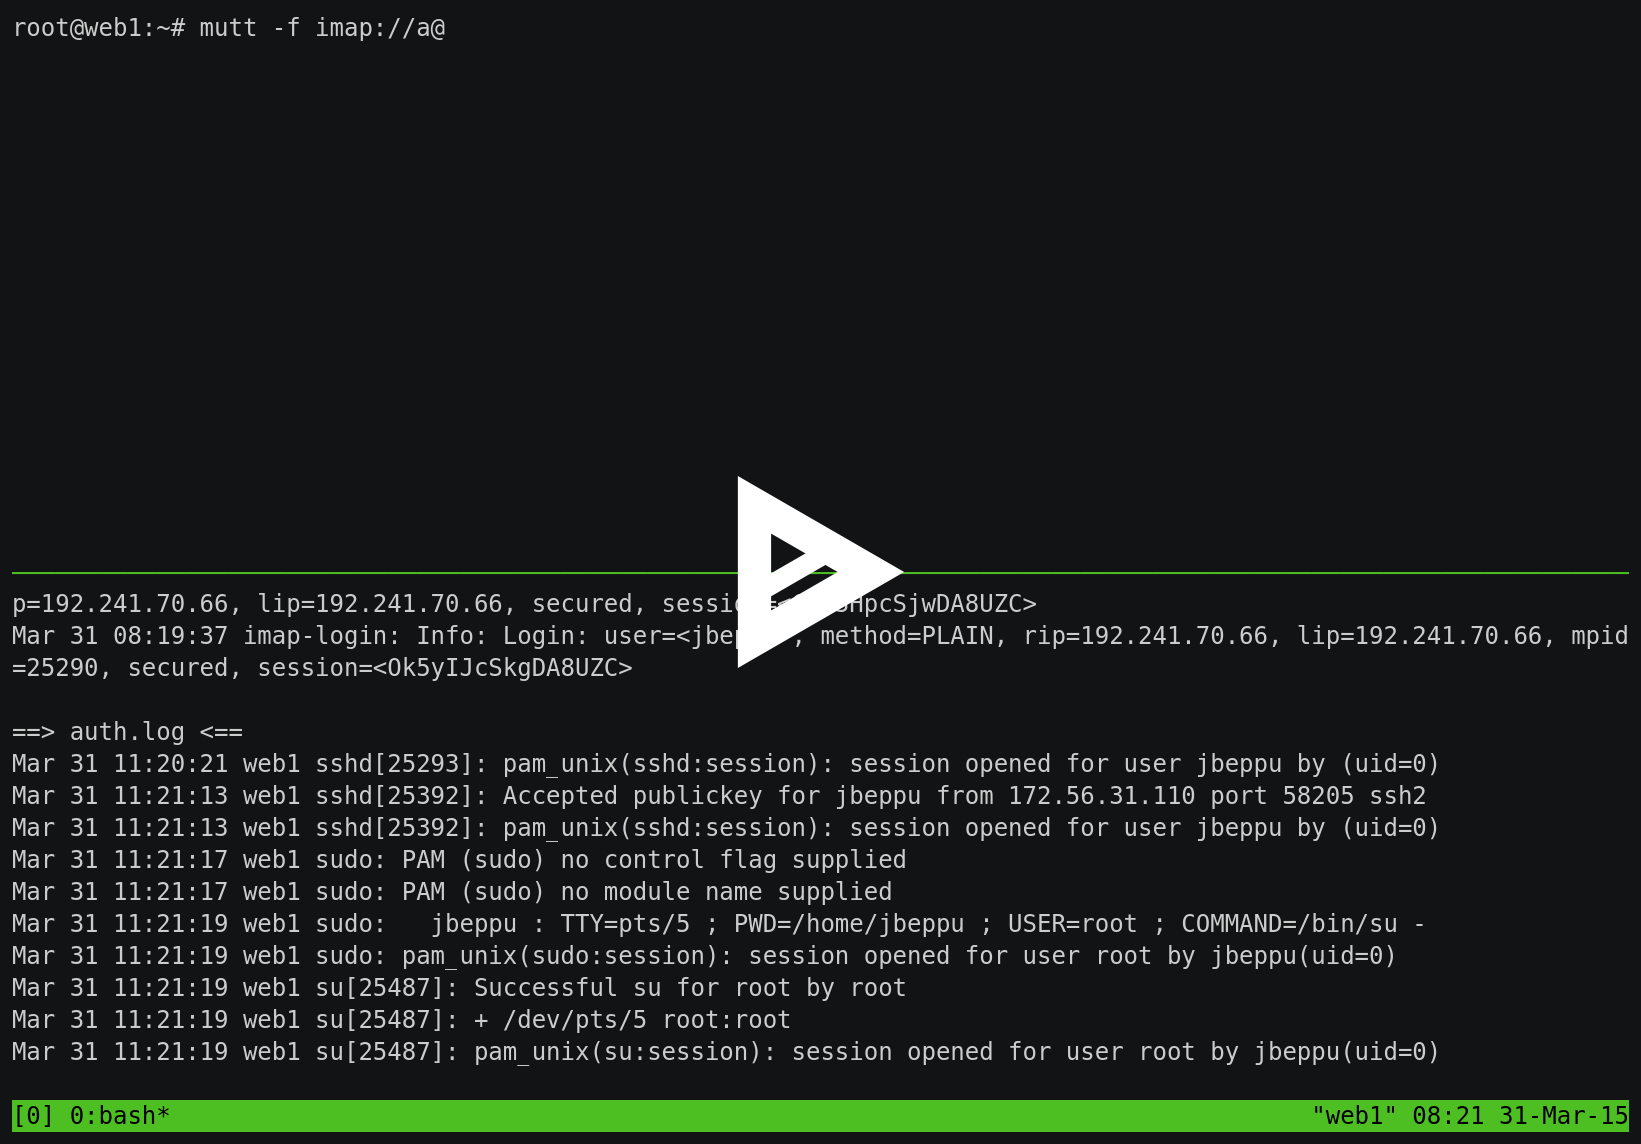 root@web1:~# mutt -f imap://a@
p=192.241.70.66, lip=192.241.70.66, secured,
Mar 31 08:19:37 imap-login: Info: Login: method=PLAIN, rip=192.241.70.66, lip=192.241.70.66, mpid
=25290, secured, session=<Ok5yIJcSkgDA8UZC>
==> auth.log <==
Mar 31 11:20:21 web1 sshd[25293]: pam_unix(sshd:session): session opened for user jbeppu by (uid=0)
Mar 31 11:21:13 web1 sshd[25392]: Accepted publickey for jbeppu from 172.56.31.110 port 58205 ssh2
Mar 31 11:21:13 web1 sshd[25392]: pam_unix(sshd:session): session opened for user jbeppu by (uid=0)
Mar 31 11:21:17 web1 sudo: PAM (sudo) no control flag supplied
Mar 31 11:21:17 web1 sudo: PAM (sudo) no module name supplied
Mar 31 11:21:19 web1 sudo:   jbeppu : TTY=pts/5 ; PWD=/home/jbeppu ; USER=root ; COMMAND=/bin/su -
Mar 31 11:21:19 web1 sudo: pam_unix(sudo:session): session opened for user root by jbeppu(uid=0)
Mar 31 11:21:19 web1 su[25487]: Successful su for root by root
Mar 31 11:21:19 web1 su[25487]: + /dev/pts/5 root:root
Mar 31 11:21:19 web1 su[25487]: pam_unix(su:session): session opened for user root by jbeppu(uid=0)
[0] 0:bash* "web1" 08:21 31-Mar-15